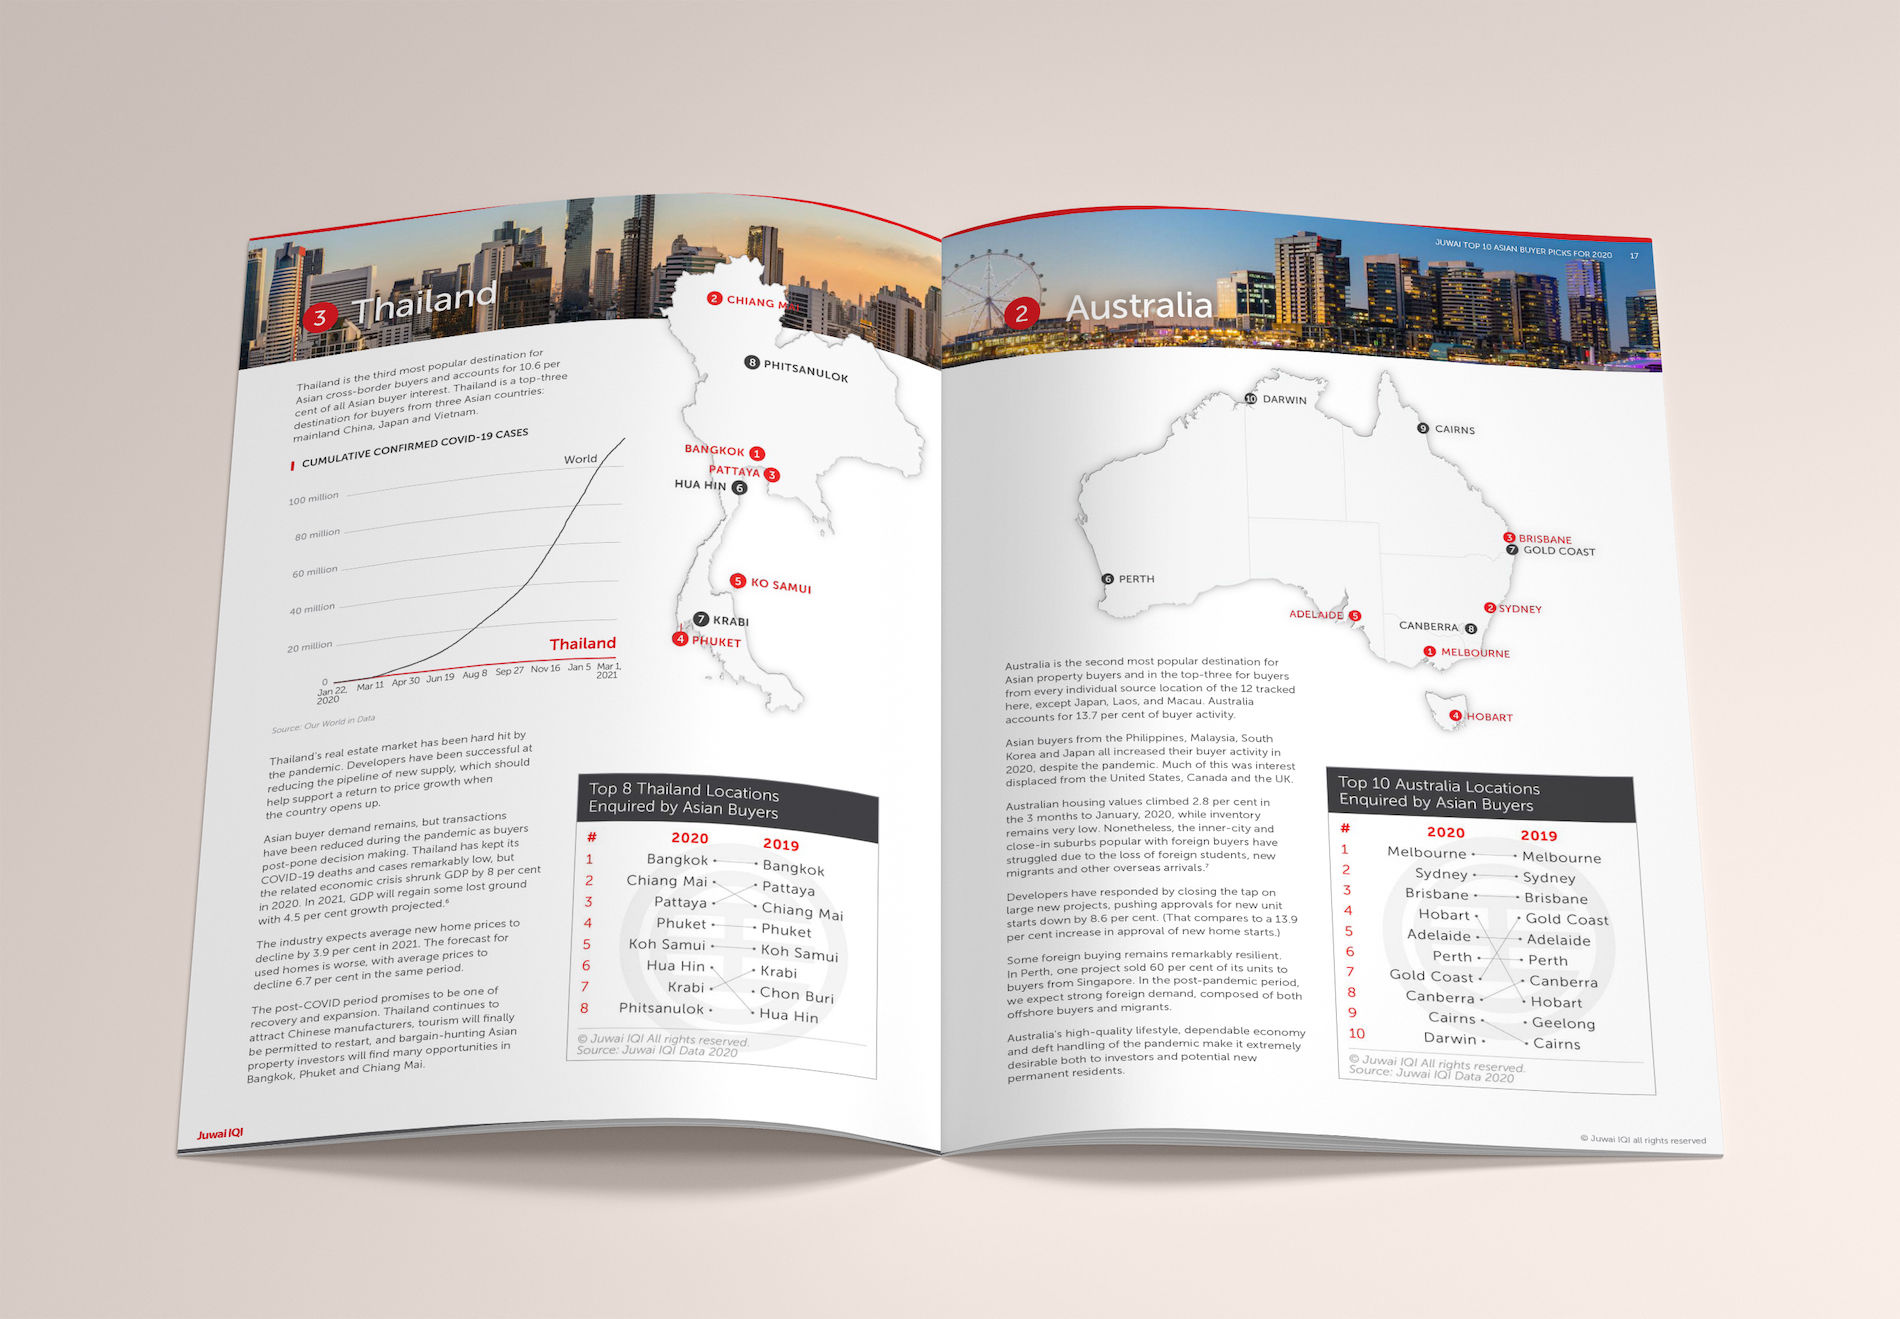 3 Thailand
Thailand is the third most popular destination for
Asian cross-border buyers and accounts for 10.6 per
cent of all Asian buyer interest. Thailand is a top-three
destination for buyers from three Asian countries:
mainland China, Japan and Vietnam.
CUMULATIVE CONFIRMED COVID-19 CASES
World
100 million
80 million
60 million
40 million
20 million
0
Thailand
Jan 22, 2020
Mar 11
Apr 30
Jun 19
Aug 8
Sep 27
Nov 16
Jan 5
Mar 1, 2021
Source: Our World in Data
2 CHIANG MAI
8 PHITSANULOK
BANGKOK 1
PATTAYA 3
HUA HIN 6
5 KO SAMUI
7 KRABI
4 PHUKET
Thailand's real estate market has been hard hit by
the pandemic. Developers have been successful at
reducing the pipeline of new supply, which should
help support a return to price growth when
the country opens up.
Asian buyer demand remains, but transactions
have been reduced during the pandemic as buyers
post-pone decision making. Thailand has kept its
COVID-19 deaths and cases remarkably low, but
the related economic crisis shrunk GDP by 8 per cent
in 2020. In 2021, GDP will regain some lost ground
with 4.5 per cent growth projected.⁶
The industry expects average new home prices to
decline by 3.9 per cent in 2021. The forecast for
used homes is worse, with average prices to
decline 6.7 per cent in the same period.
The post-COVID period promises to be one of
recovery and expansion. Thailand continues to
attract Chinese manufacturers, tourism will finally
be permitted to restart, and bargain-hunting Asian
property investors will find many opportunities in
Bangkok, Phuket and Chiang Mai.
Top 8 Thailand Locations
Enquired by Asian Buyers
# 2020 2019
1 Bangkok Bangkok
2 Chiang Mai Pattaya
3 Pattaya Chiang Mai
4 Phuket Phuket
5 Koh Samui Koh Samui
6 Hua Hin Krabi
7 Krabi Chon Buri
8 Phitsanulok Hua Hin
© Juwai IQI All rights reserved.
Source: Juwai IQI Data 2020
Juwai IQI
JUWAI TOP 10 ASIAN BUYER PICKS FOR 2020 17
2 Australia
10 DARWIN
9 CAIRNS
3 BRISBANE
7 GOLD COAST
6 PERTH
2 SYDNEY
ADELAIDE 5
CANBERRA 8
1 MELBOURNE
4 HOBART
Australia is the second most popular destination for
Asian property buyers and in the top-three for buyers
from every individual source location of the 12 tracked
here, except Japan, Laos, and Macau. Australia
accounts for 13.7 per cent of buyer activity.
Asian buyers from the Philippines, Malaysia, South
Korea and Japan all increased their buyer activity in
2020, despite the pandemic. Much of this was interest
displaced from the United States, Canada and the UK.
Australian housing values climbed 2.8 per cent in
the 3 months to January, 2020, while inventory
remains very low. Nonetheless, the inner-city and
close-in suburbs popular with foreign buyers have
struggled due to the loss of foreign students, new
migrants and other overseas arrivals.⁷
Developers have responded by closing the tap on
large new projects, pushing approvals for new unit
starts down by 8.6 per cent. (That compares to a 13.9
per cent increase in approval of new home starts.)
Some foreign buying remains remarkably resilient.
In Perth, one project sold 60 per cent of its units to
buyers from Singapore. In the post-pandemic period,
we expect strong foreign demand, composed of both
offshore buyers and migrants.
Australia's high-quality lifestyle, dependable economy
and deft handling of the pandemic make it extremely
desirable both to investors and potential new
permanent residents.
Top 10 Australia Locations
Enquired by Asian Buyers
# 2020 2019
1 Melbourne Melbourne
2 Sydney Sydney
3 Brisbane Brisbane
4 Hobart Gold Coast
5 Adelaide Adelaide
6 Perth Perth
7 Gold Coast Canberra
8 Canberra Hobart
9 Cairns Geelong
10 Darwin Cairns
© Juwai IQI All rights reserved.
Source: Juwai IQI Data 2020
© Juwai IQI all rights reserved